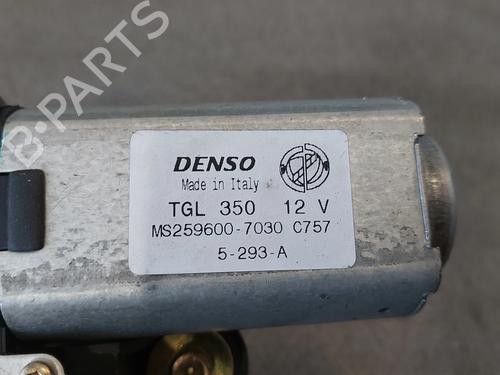 B-PARTS
DENSO
Made in Italy
TGL 350 12 V
MS259600-7030 C757
5-293-A